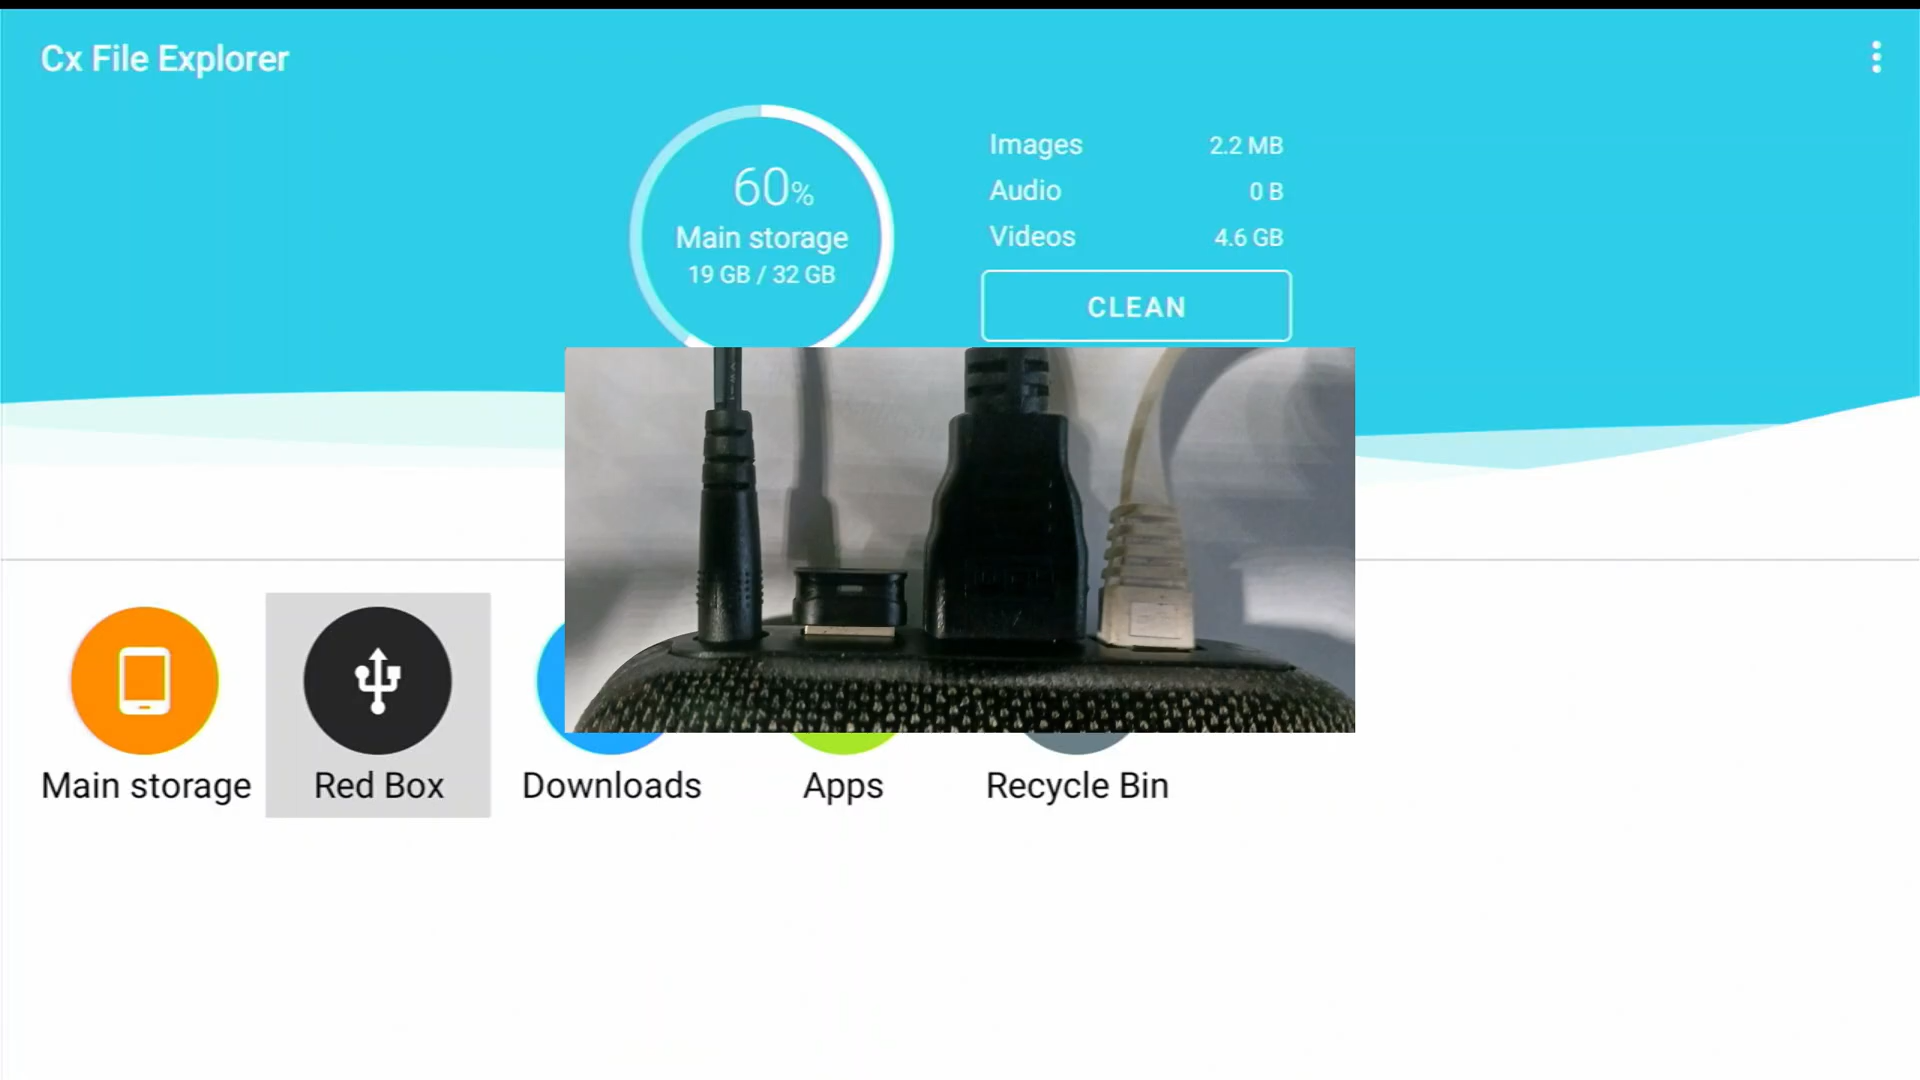 Cx File Explorer
60%
Main storage
19 GB / 32 GB
Images 2.2 MB
Audio 0 B
Videos 4.6 GB
CLEAN
Main storage
Red Box
Downloads
Apps
Recycle Bin